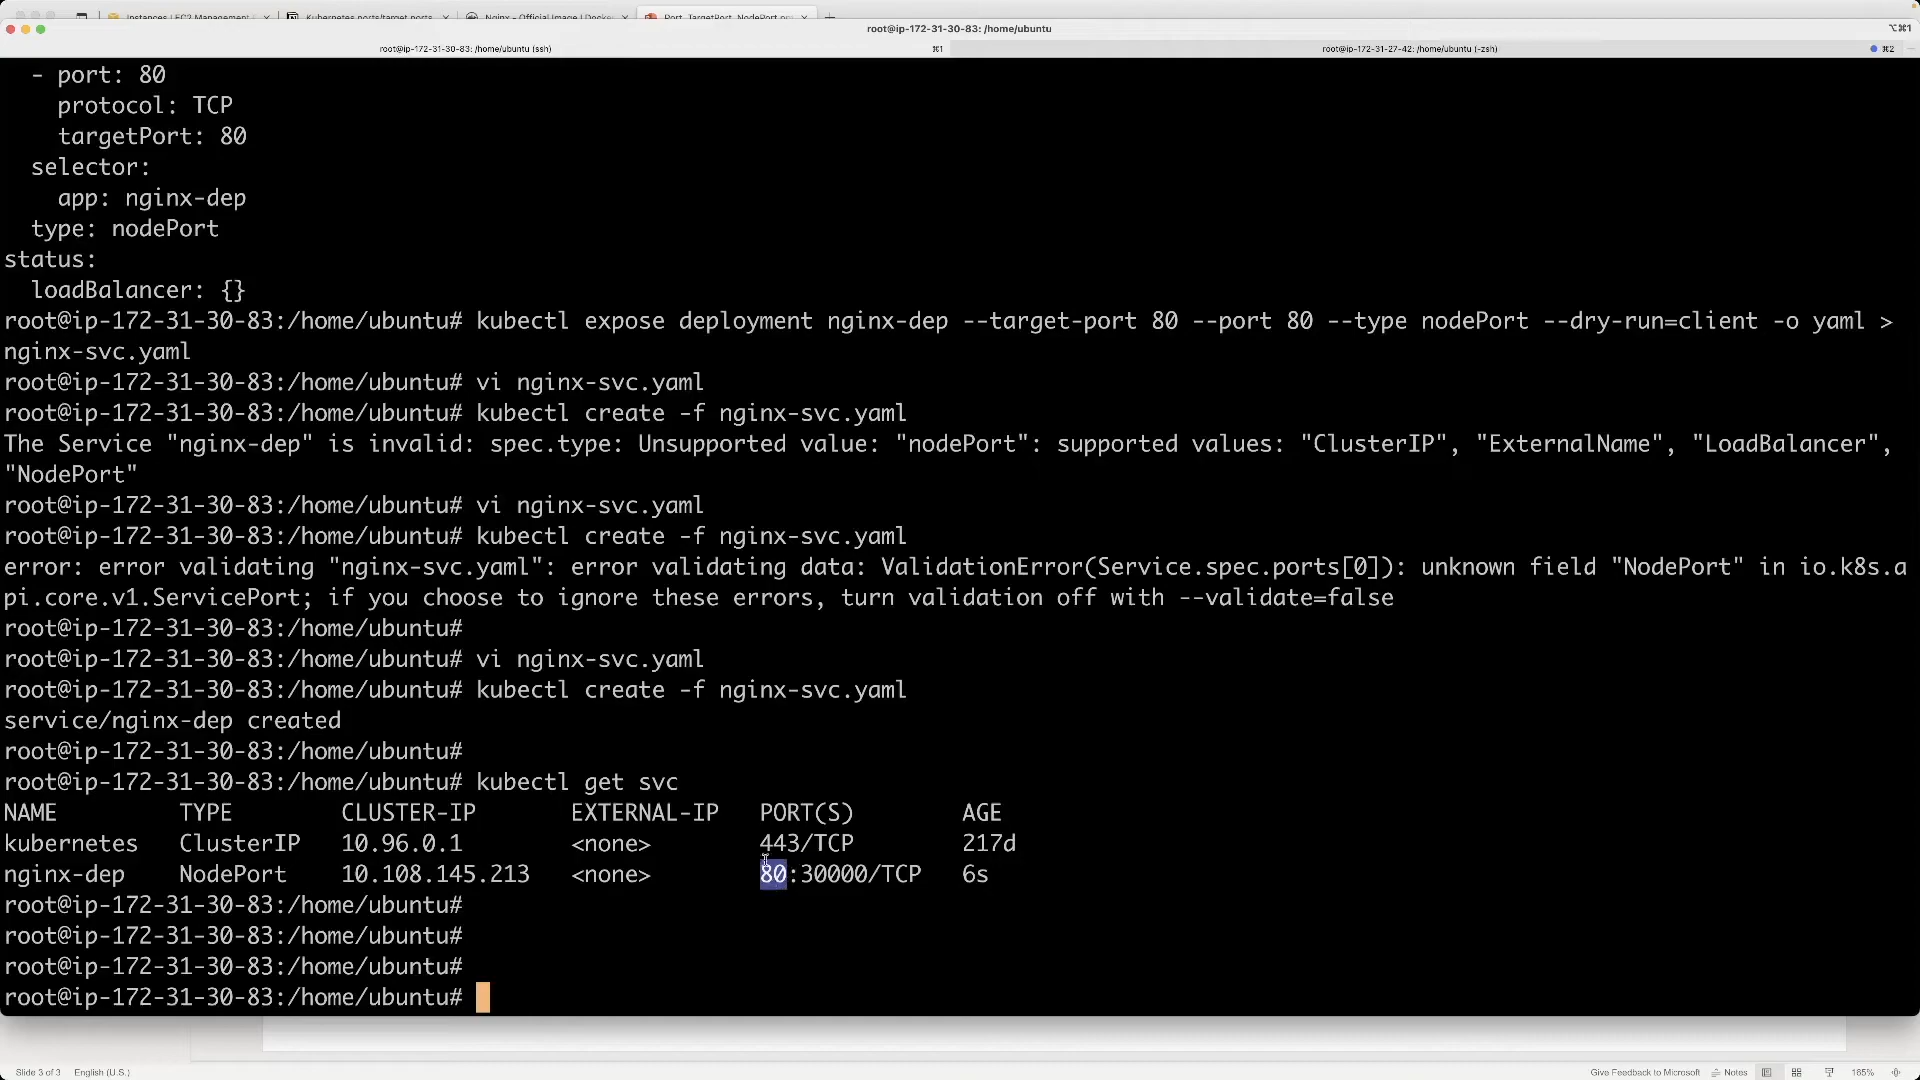 Instances | EC2 Management
Kubernetes ports/target ports
Nginx - Official Image | Docker
Port, TargetPort, NodePort
root@ip-172-31-30-83: /home/ubuntu
⌥⌘1
root@ip-172-31-30-83: /home/ubuntu (ssh)
⌘1
root@ip-172-31-27-42: /home/ubuntu (-zsh)
⌘2
- port: 80
protocol: TCP
targetPort: 80
selector:
app: nginx-dep
type: nodePort
status:
loadBalancer: {}
root@ip-172-31-30-83:/home/ubuntu# kubectl expose deployment nginx-dep --target-port 80 --port 80 --type nodePort --dry-run=client -o yaml >
nginx-svc.yaml
root@ip-172-31-30-83:/home/ubuntu# vi nginx-svc.yaml
root@ip-172-31-30-83:/home/ubuntu# kubectl create -f nginx-svc.yaml
The Service "nginx-dep" is invalid: spec.type: Unsupported value: "nodePort": supported values: "ClusterIP", "ExternalName", "LoadBalancer",
"NodePort"
root@ip-172-31-30-83:/home/ubuntu# vi nginx-svc.yaml
root@ip-172-31-30-83:/home/ubuntu# kubectl create -f nginx-svc.yaml
error: error validating "nginx-svc.yaml": error validating data: ValidationError(Service.spec.ports[0]): unknown field "NodePort" in io.k8s.a
pi.core.v1.ServicePort; if you choose to ignore these errors, turn validation off with --validate=false
root@ip-172-31-30-83:/home/ubuntu#
root@ip-172-31-30-83:/home/ubuntu# vi nginx-svc.yaml
root@ip-172-31-30-83:/home/ubuntu# kubectl create -f nginx-svc.yaml
service/nginx-dep created
root@ip-172-31-30-83:/home/ubuntu#
root@ip-172-31-30-83:/home/ubuntu# kubectl get svc
NAME TYPE CLUSTER-IP EXTERNAL-IP PORT(S) AGE
kubernetes ClusterIP 10.96.0.1 <none> 443/TCP 217d
nginx-dep NodePort 10.108.145.213 <none> 80:30000/TCP 6s
root@ip-172-31-30-83:/home/ubuntu#
root@ip-172-31-30-83:/home/ubuntu#
root@ip-172-31-30-83:/home/ubuntu#
root@ip-172-31-30-83:/home/ubuntu#
Slide 3 of 3
English (U.S.)
Give Feedback to Microsoft
Notes
165%